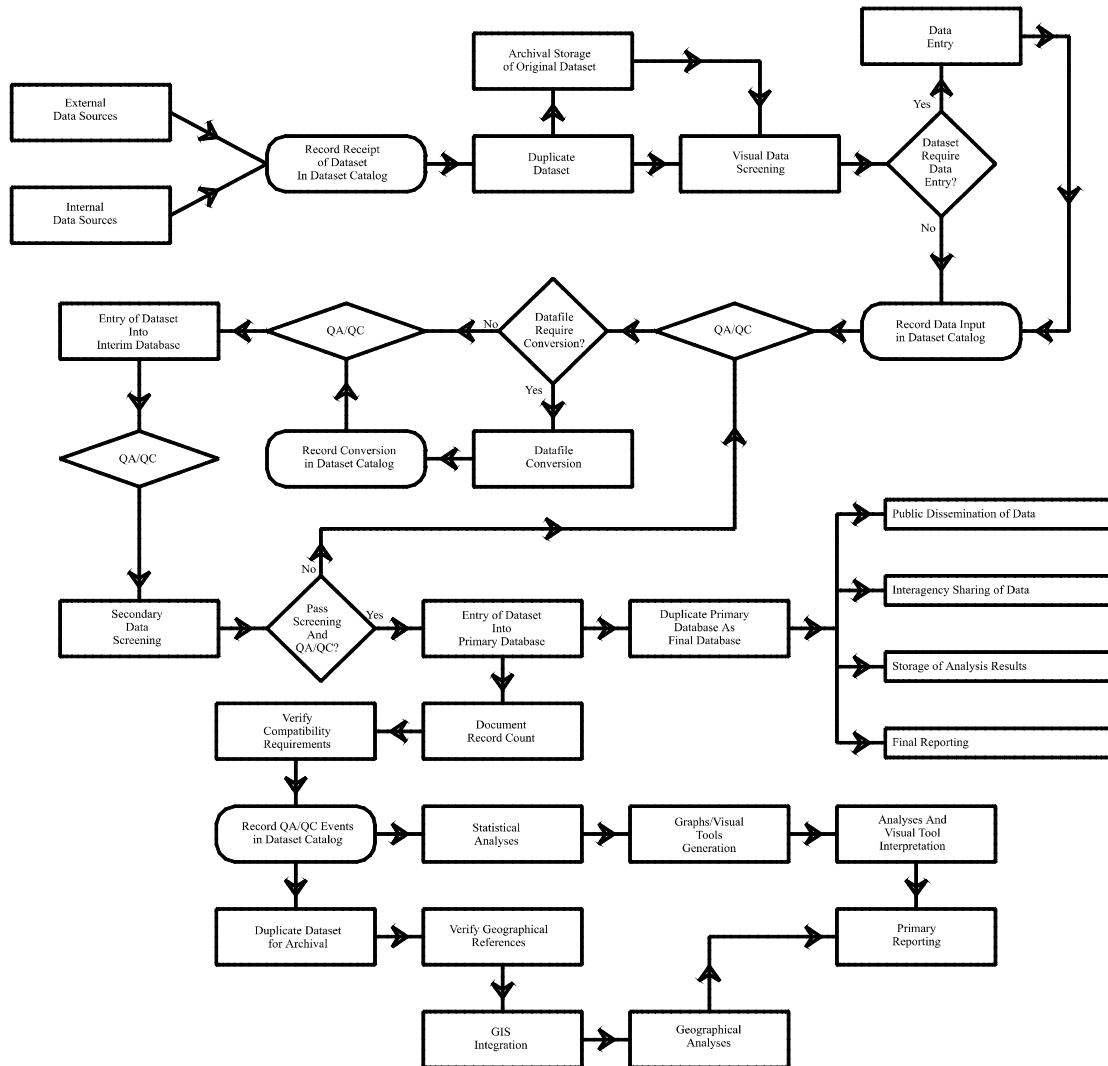 External
Data Sources
Internal
Data Sources
Record Receipt
of Dataset
In Dataset Catalog
Archival Storage
of Original Dataset
Duplicate
Dataset
Visual Data
Screening
Data
Entry
Yes
Dataset
Require
Data
Entry?
No
Record Data Input
in Dataset Catalog
QA/QC
Datafile
Require
Conversion?
No
Yes
QA/QC
Entry of Dataset
Into
Interim Database
Datafile
Conversion
Record Conversion
in Dataset Catalog
QA/QC
Secondary
Data
Screening
No
Pass
Screening
And
QA/QC?
Yes
Entry of Dataset
Into
Primary Database
Duplicate Primary
Database As
Final Database
Public Dissemination of Data
Interagency Sharing of Data
Storage of Analysis Results
Final Reporting
Document
Record Count
Verify
Compatibility
Requirements
Record QA/QC Events
in Dataset Catalog
Statistical
Analyses
Graphs/Visual
Tools
Generation
Analyses And
Visual Tool
Interpretation
Duplicate Dataset
for Archival
Verify Geographical
References
Primary
Reporting
GIS
Integration
Geographical
Analyses